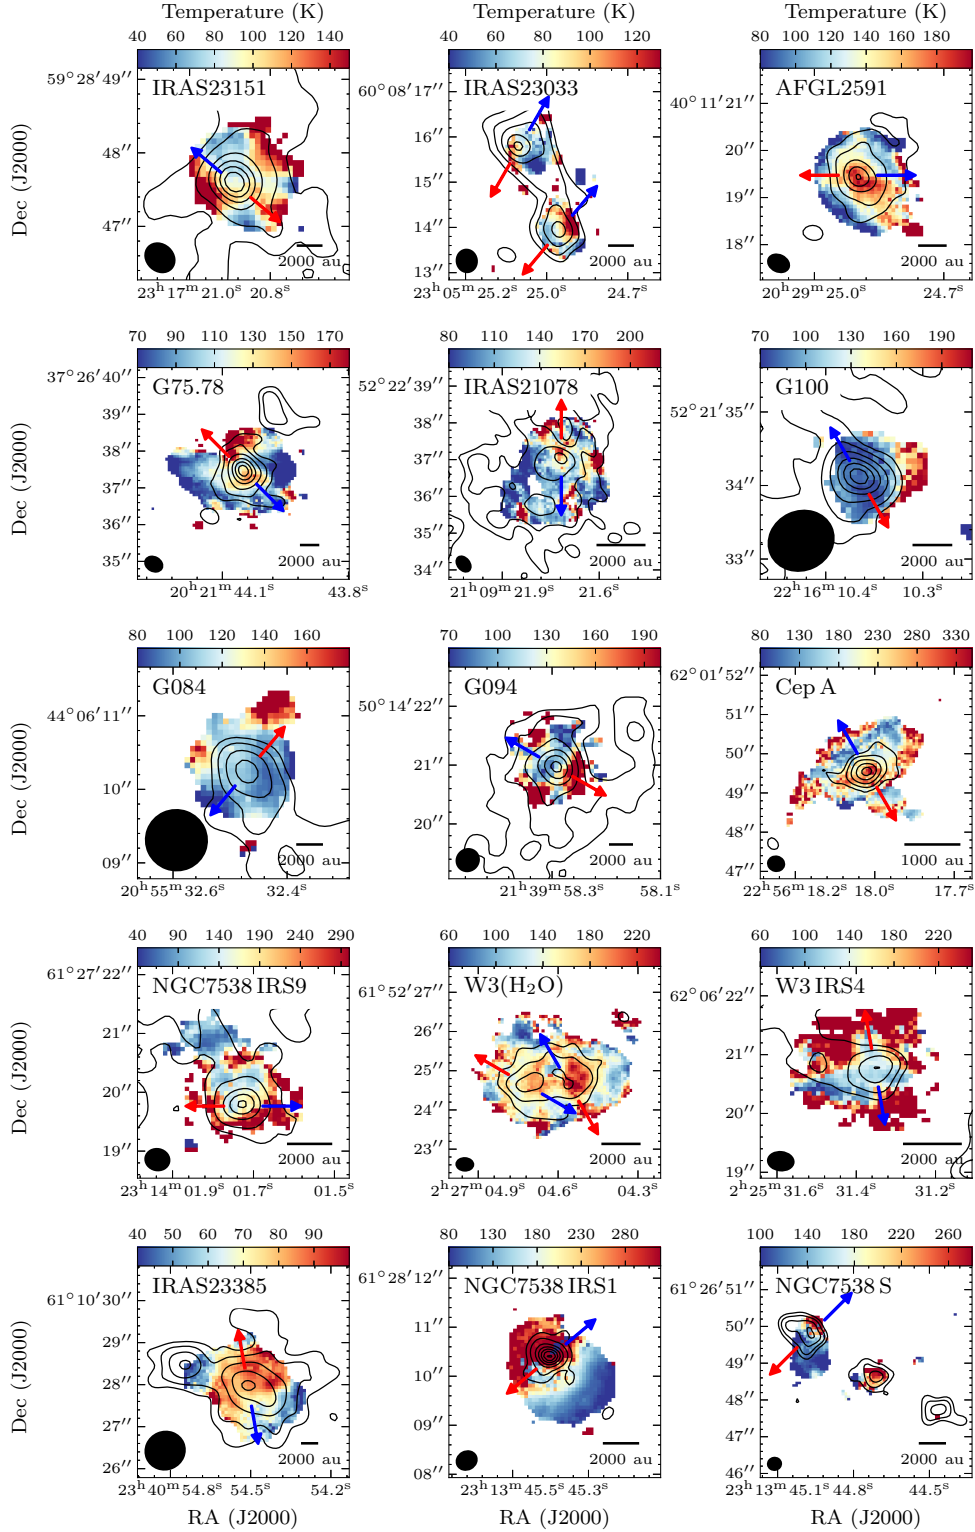 Temperature (K) Temperature (K) Temperature (K)
40 60 80 100 120 140 40 60 80 100 120 80 100 120 140 160 180
59°28′49″ IRAS23151 60°08′17″ IRAS23033 40°11′21″ AFGL2591
Dec (J2000) 48″ 47″ 16″ 15″ 14″ 13″ 20″ 19″ 18″
2000 au 2000 au 2000 au
23ʰ17ᵐ21.0ˢ 20.8ˢ 23ʰ05ᵐ25.2ˢ 25.0ˢ 24.7ˢ 20ʰ29ᵐ25.0ˢ 24.7ˢ
70 90 110 130 150 170 80 110 140 170 200 70 100 130 160 190
37°26′40″ G75.78 52°22′39″ IRAS21078 52°21′35″ G100
Dec (J2000) 39″ 38″ 37″ 36″ 35″ 38″ 37″ 36″ 35″ 34″ 34″ 33″
2000 au 2000 au 2000 au
20ʰ21ᵐ44.1ˢ 43.8ˢ 21ʰ09ᵐ21.9ˢ 21.6ˢ 22ʰ16ᵐ10.4ˢ 10.3ˢ
80 100 120 140 160 70 100 130 160 190 80 130 180 230 280 330
44°06′11″ G084 50°14′22″ G094 62°01′52″ Cep A
Dec (J2000) 10″ 09″ 21″ 20″ 51″ 50″ 49″ 48″ 47″
2000 au 2000 au 1000 au
20ʰ55ᵐ32.6ˢ 32.4ˢ 21ʰ39ᵐ58.3ˢ 58.1ˢ 22ʰ56ᵐ18.2ˢ 18.0ˢ 17.7ˢ
40 90 140 190 240 290 60 100 140 180 220 60 100 140 180 220
61°27′22″ NGC7538 IRS9 61°52′27″ W3(H₂O) 62°06′22″ W3 IRS4
Dec (J2000) 21″ 20″ 19″ 26″ 25″ 24″ 23″ 21″ 20″ 19″
2000 au 2000 au 2000 au
23ʰ14ᵐ01.9ˢ 01.7ˢ 01.5ˢ 2ʰ27ᵐ04.9ˢ 04.6ˢ 04.3ˢ 2ʰ25ᵐ31.6ˢ 31.4ˢ 31.2ˢ
40 50 60 70 80 90 80 140 200 260 100 140 180 220 260
61°10′30″ IRAS23385 61°28′12″ NGC7538 IRS1 61°26′51″ NGC7538 S
Dec (J2000) 29″ 28″ 27″ 26″ 11″ 10″ 09″ 08″ 50″ 49″ 48″ 47″ 46″
2000 au 2000 au 2000 au
23ʰ40ᵐ54.8ˢ 54.5ˢ 54.2ˢ 23ʰ13ᵐ45.5ˢ 45.3ˢ 23ʰ13ᵐ45.1ˢ 44.8ˢ 44.5ˢ
RA (J2000) RA (J2000) RA (J2000)